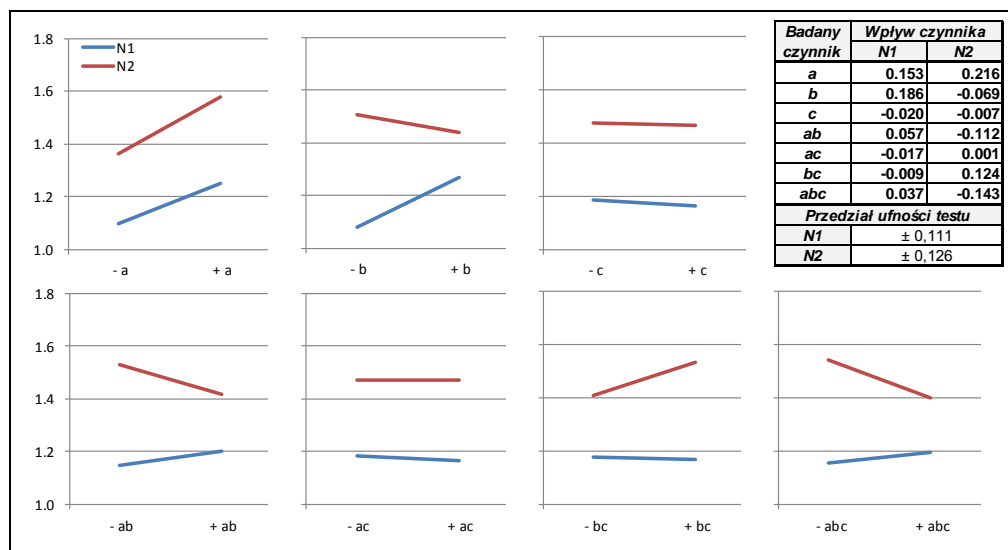 1.8
1.6
1.4
1.2
1.0
N1
N2
- a + a
- b + b
- c + c
Badany czynnik Wpływ czynnika
N1 N2
a 0.153 0.216
b 0.186 -0.069
c -0.020 -0.007
ab 0.057 -0.112
ac -0.017 0.001
bc -0.009 0.124
abc 0.037 -0.143
Przedział ufności testu
N1 ± 0,111
N2 ± 0,126
1.8
1.6
1.4
1.2
1.0
- ab + ab
- ac + ac
- bc + bc
- abc + abc